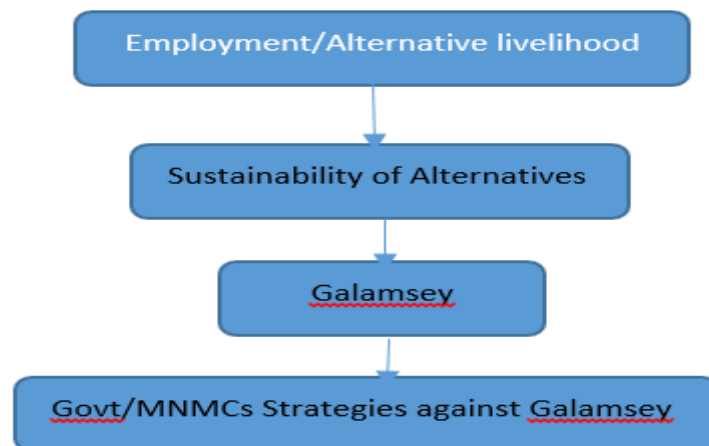 Employment/Alternative livelihood
Sustainability of Alternatives
Galamsey
Govt/MNMCs Strategies against Galamsey